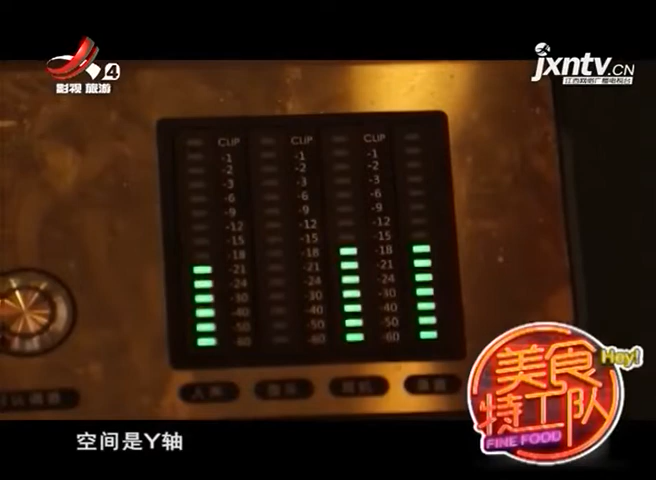 4
影视 旅游
jxntv.CN
江西网络广播电视台
CLIP CLIP CLIP
-1 -1 -1
-2 -2 -2
-3 -3 -3
-6 -6 -6
-9 -9 -9
-12 -12 -12
-15 -15 -15
-18 -18 -18
-21 -21 -21
-24 -24 -24
-30 -30 -30
-40 -40 -40
-50 -50 -50
-60 -60 -60
美食
Hey!
特工队
FINE FOOD
空间是Y轴